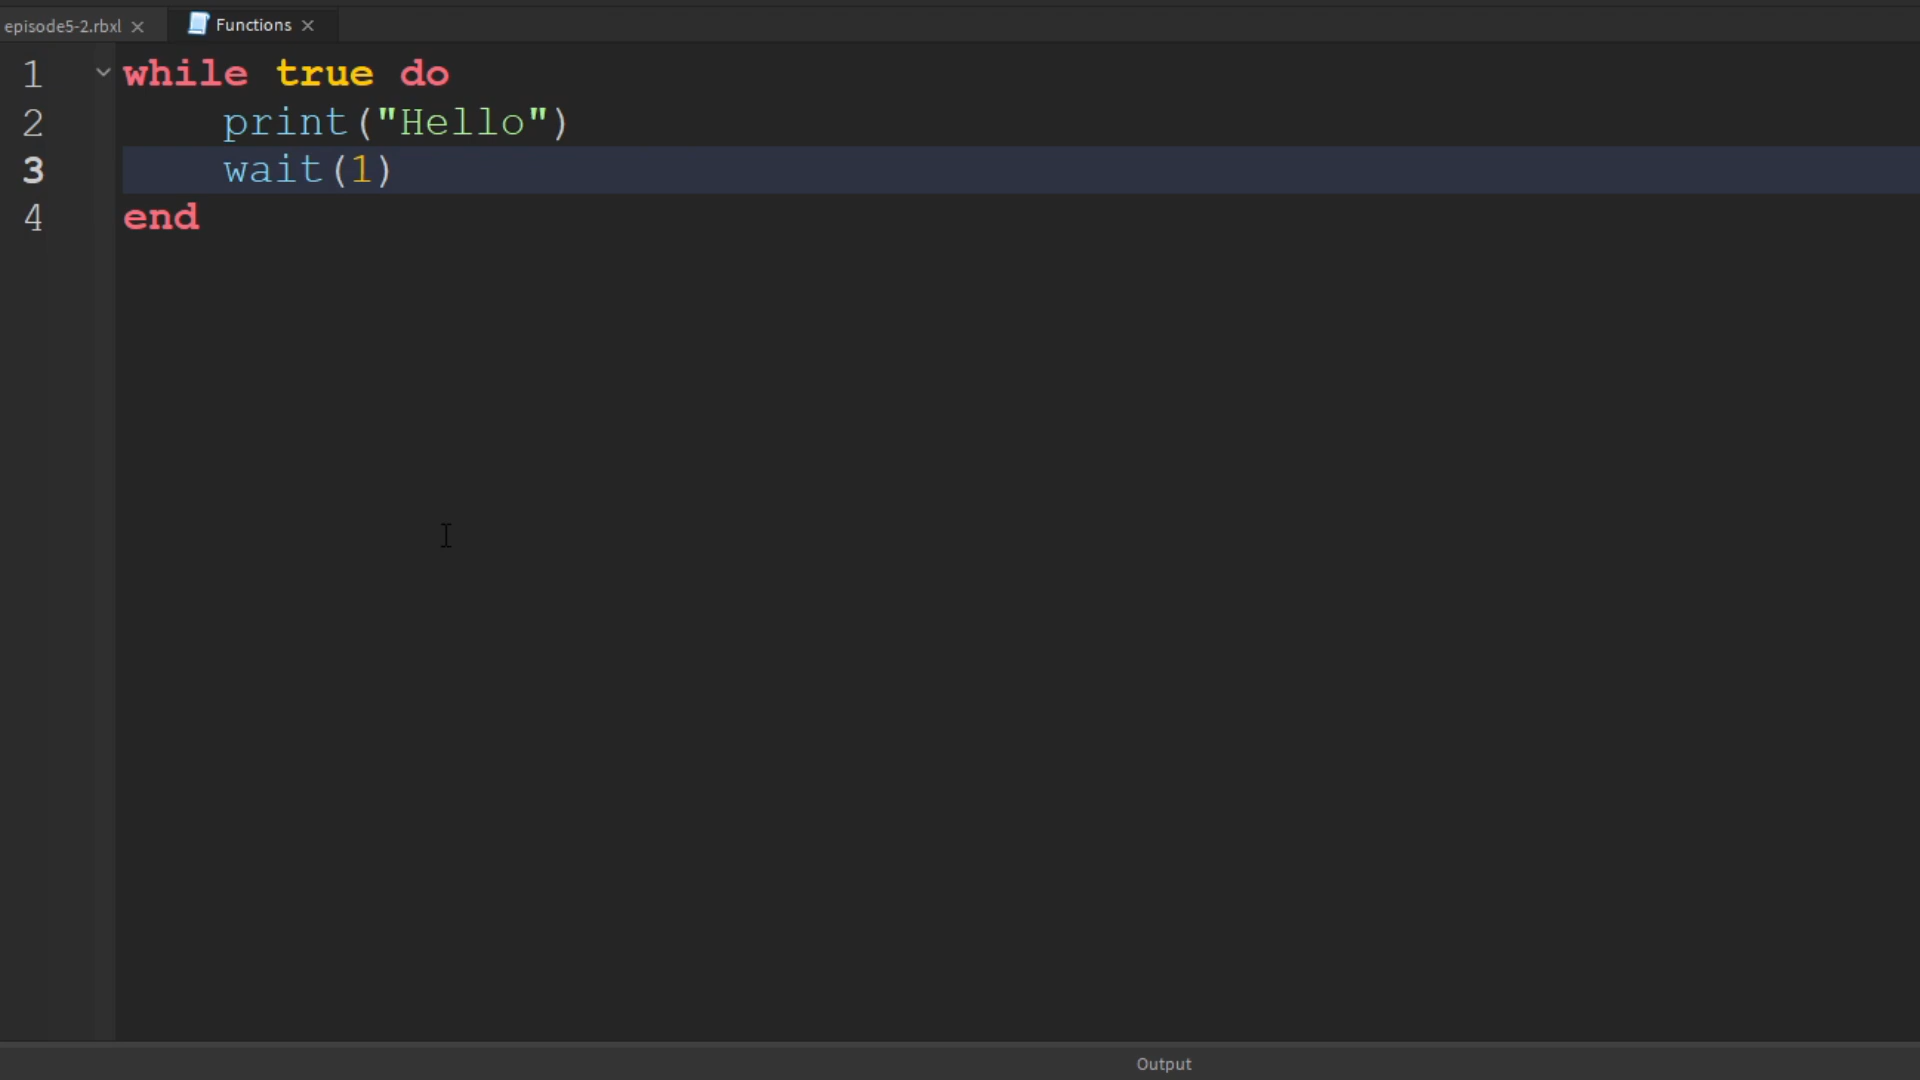 episode5-2.rbxl × Functions ×
1 while true do
2 print("Hello")
3 wait(1)
4 end
Output